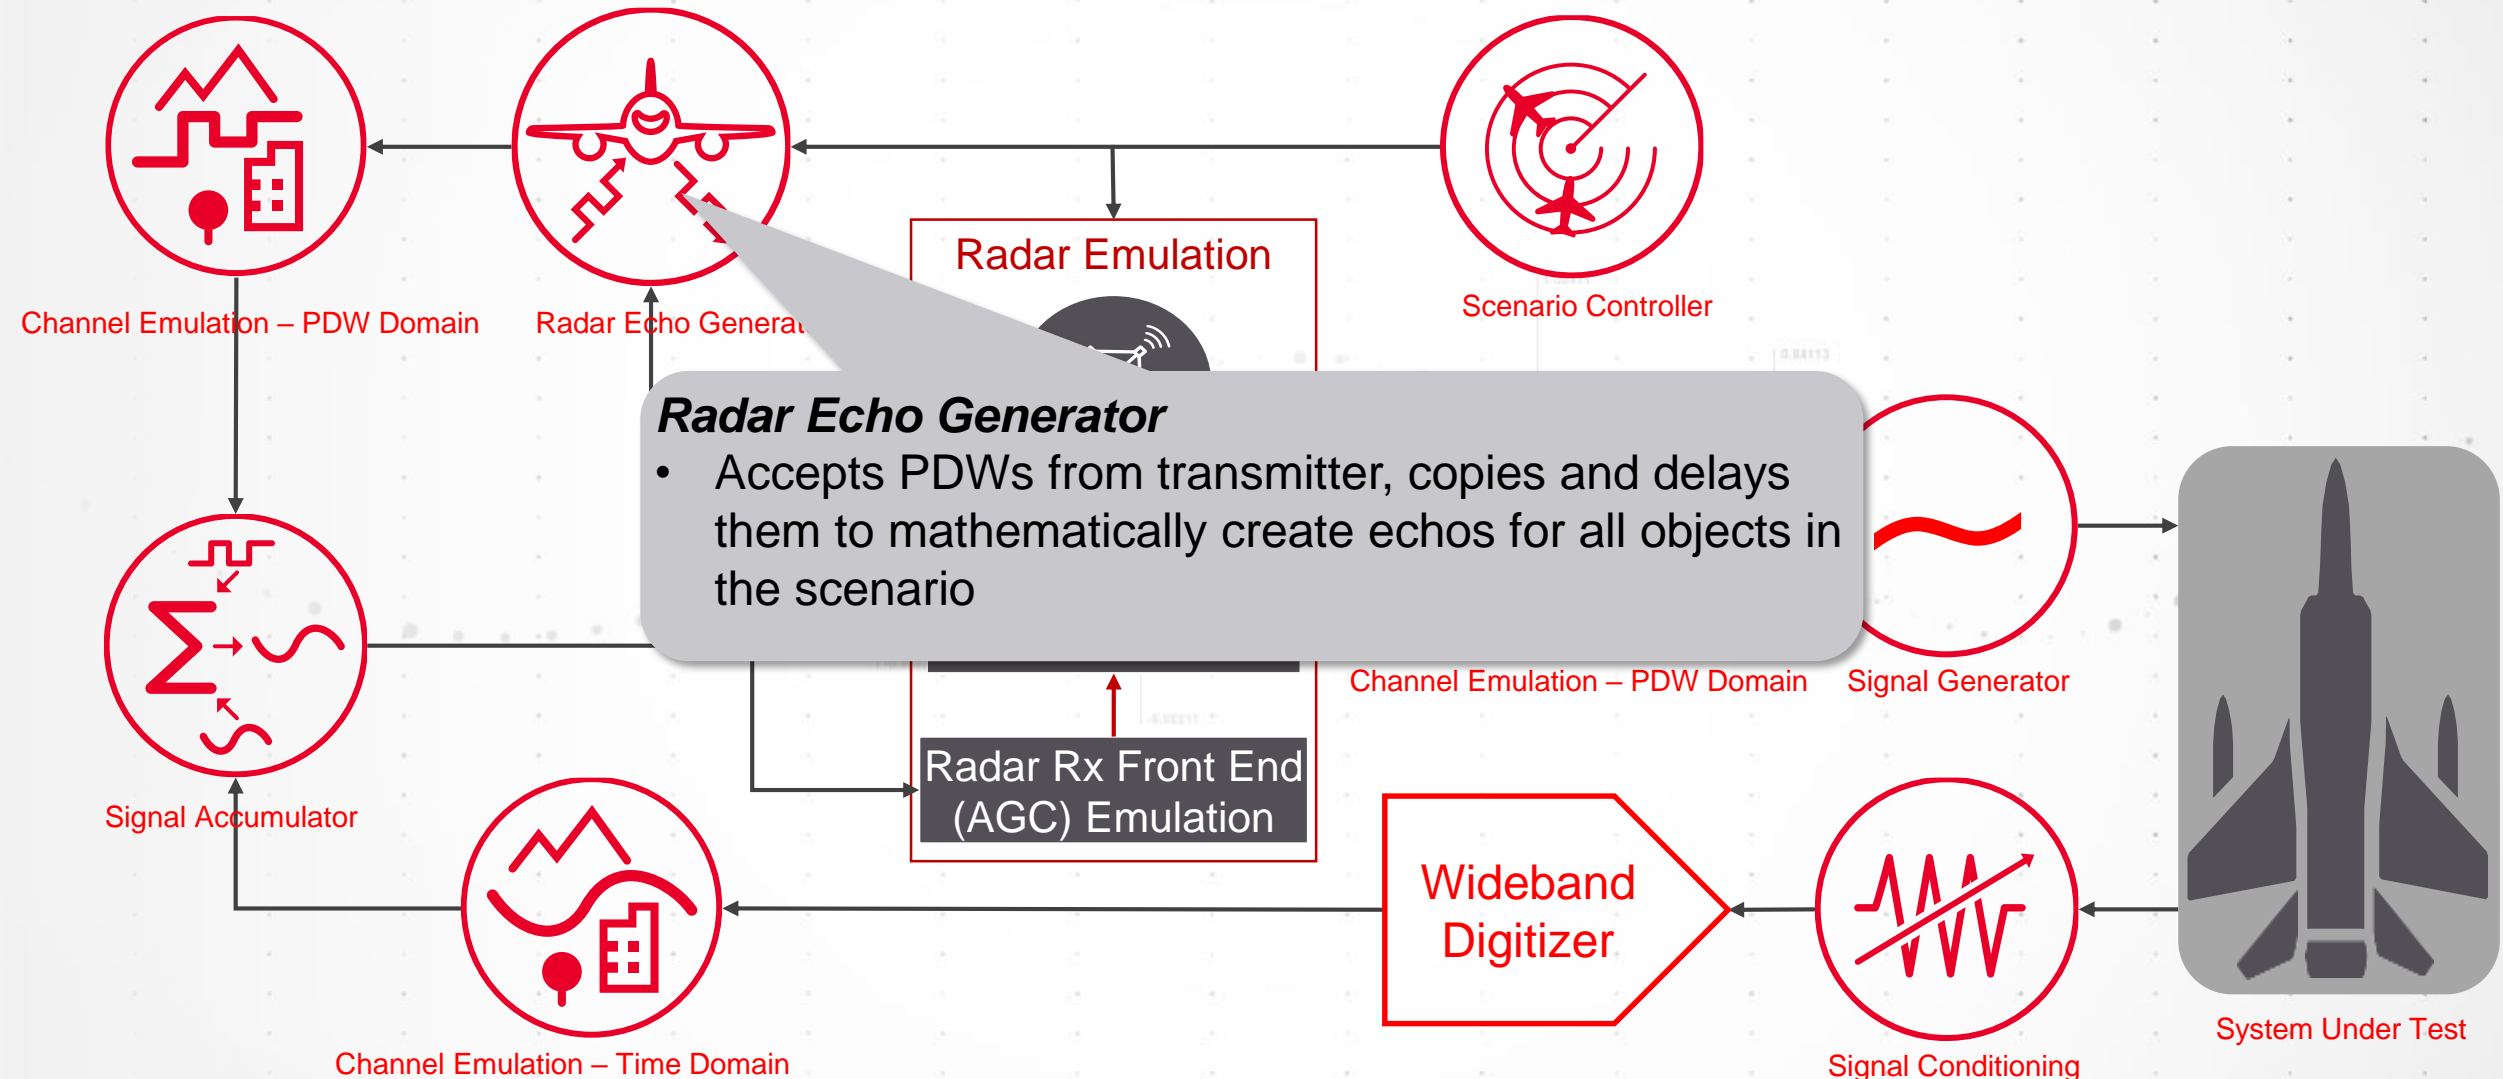 Radar Emulation
Scenario Controller
Channel Emulation – PDW Domain
Radar Echo Generat
0.84113
Radar Echo Generator
• Accepts PDWs from transmitter, copies and delays
them to mathematically create echos for all objects in
the scenario
Channel Emulation – PDW Domain
Signal Generator
Radar Rx Front End
(AGC) Emulation
Signal Accumulator
Wideband
Digitizer
System Under Test
Channel Emulation – Time Domain
Signal Conditioning